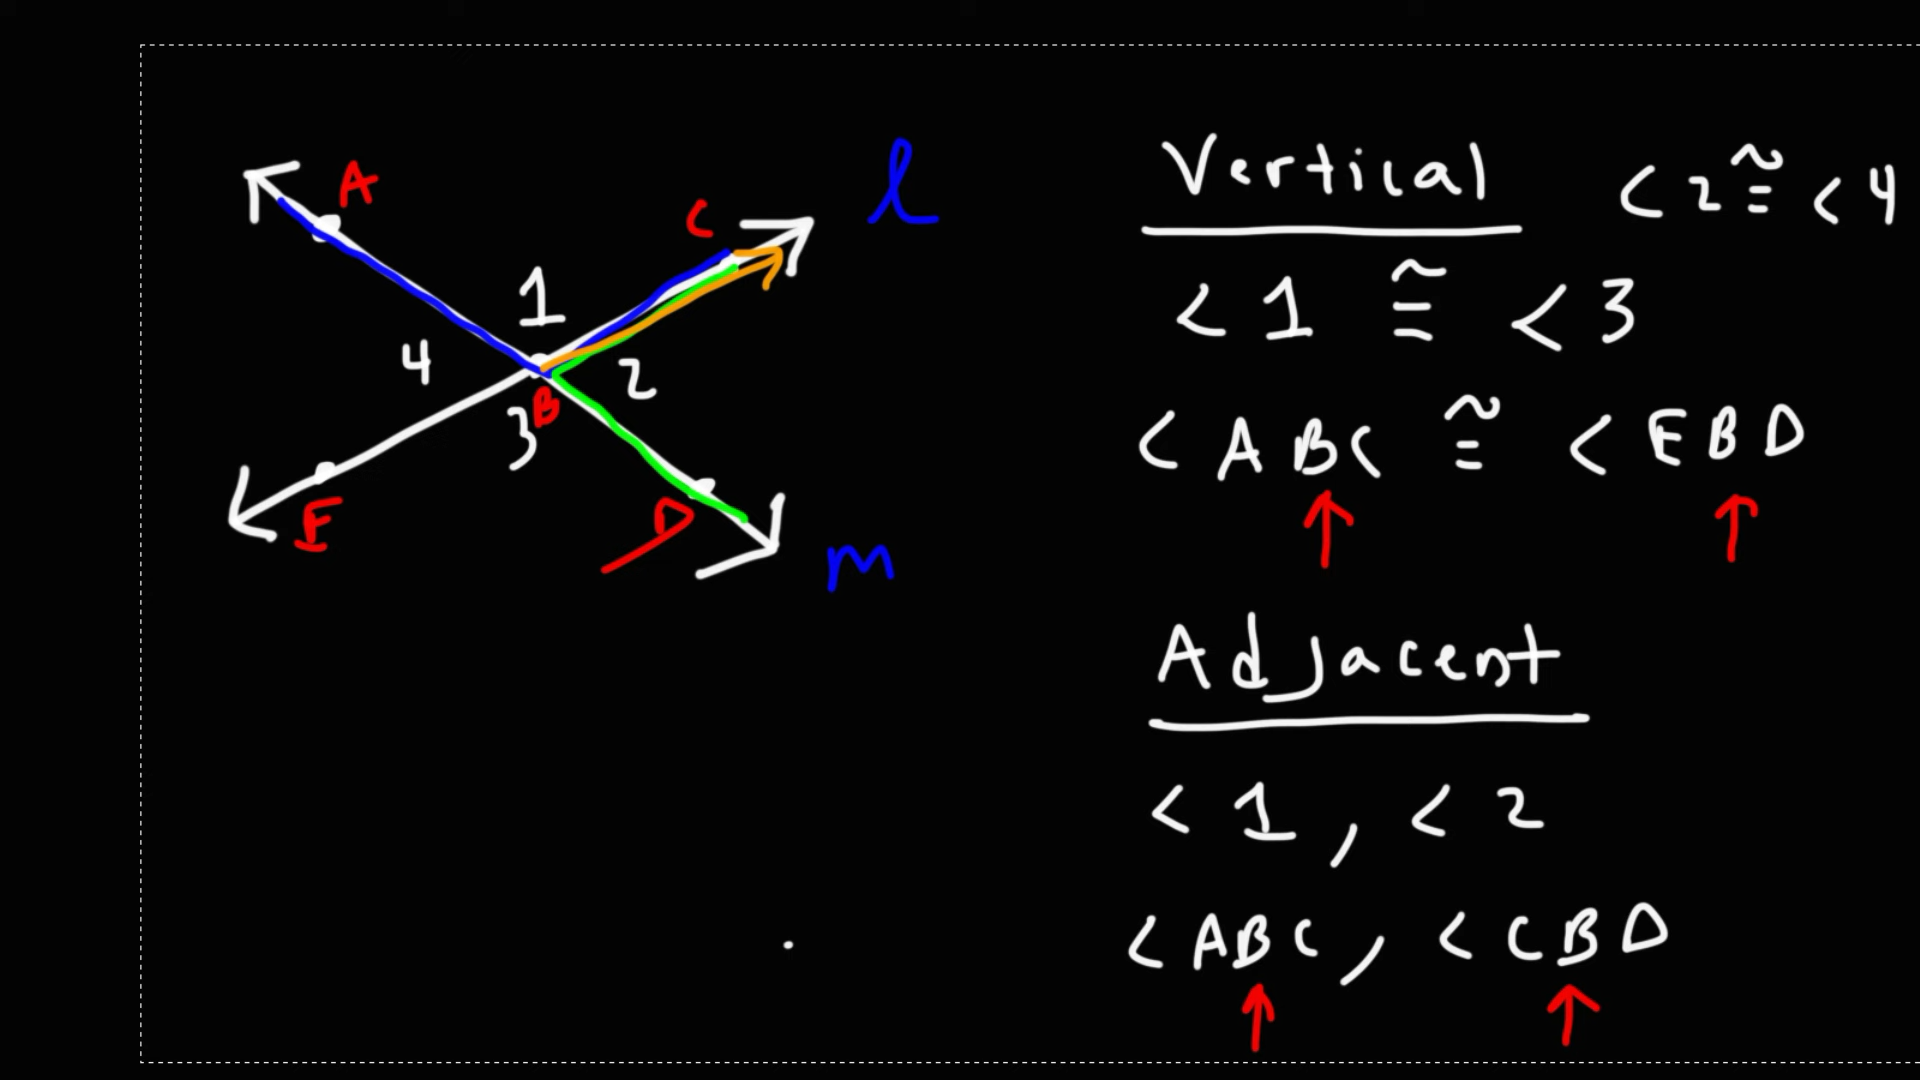 A
C
l
1
4
2
B
3
E
D
m
Vertical
<2 ≅ <4
<1 ≅ <3
<ABC ≅ <EBD
Adjacent
<1, <2
<ABC, <CBD